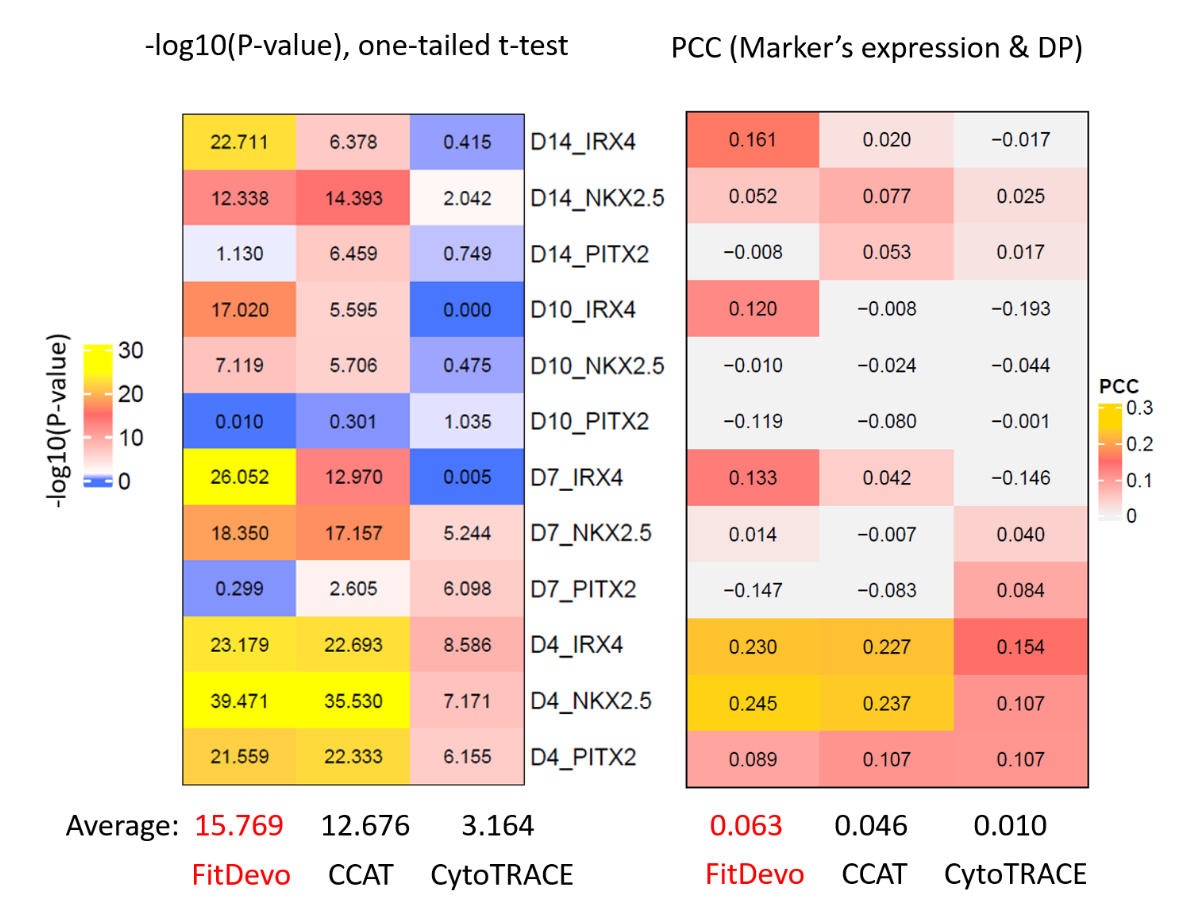 -log10(P-value), one-tailed t-test
PCC (Marker's expression & DP)
22.711 6.378 0.415 D14_IRX4 0.161 0.020 −0.017
12.338 14.393 2.042 D14_NKX2.5 0.052 0.077 0.025
1.130 6.459 0.749 D14_PITX2 −0.008 0.053 0.017
17.020 5.595 0.000 D10_IRX4 0.120 −0.008 −0.193
7.119 5.706 0.475 D10_NKX2.5 −0.010 −0.024 −0.044
0.010 0.301 1.035 D10_PITX2 −0.119 −0.080 −0.001
26.052 12.970 0.005 D7_IRX4 0.133 0.042 −0.146
18.350 17.157 5.244 D7_NKX2.5 0.014 −0.007 0.040
0.299 2.605 6.098 D7_PITX2 −0.147 −0.083 0.084
23.179 22.693 8.586 D4_IRX4 0.230 0.227 0.154
39.471 35.530 7.171 D4_NKX2.5 0.245 0.237 0.107
21.559 22.333 6.155 D4_PITX2 0.089 0.107 0.107
-log10(P-value)
30
20
10
0
PCC
0.3
0.2
0.1
0
Average: 15.769 12.676 3.164 0.063 0.046 0.010
FitDevo CCAT CytoTRACE FitDevo CCAT CytoTRACE